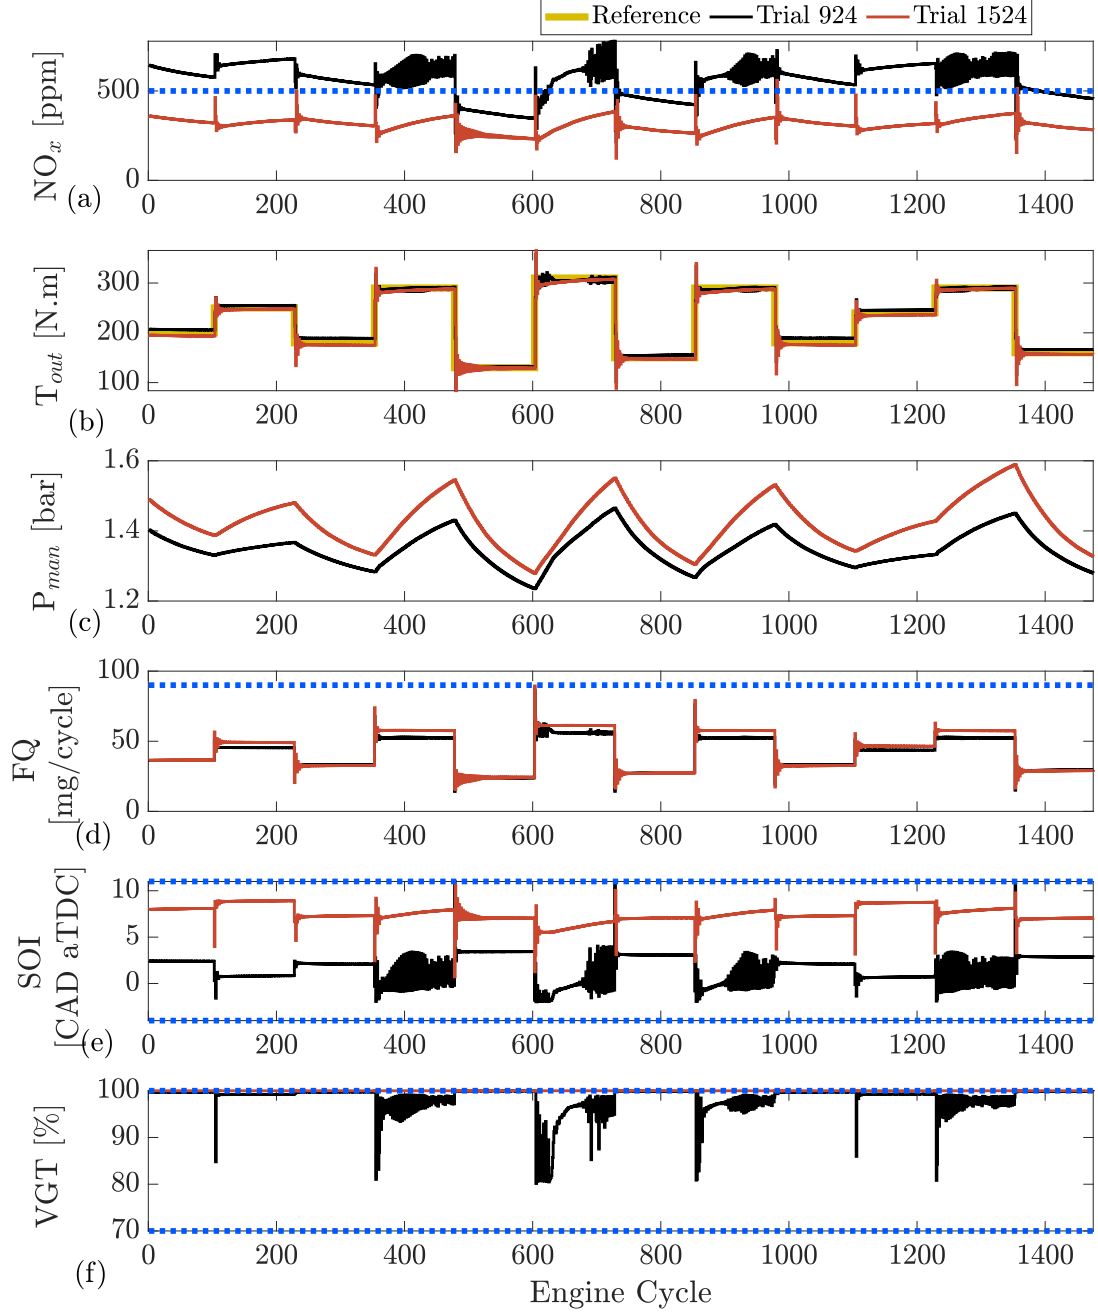 Reference Trial 924 Trial 1524
NOx [ppm]
500
0
(a)
0 200 400 600 800 1000 1200 1400
Tout [N.m]
300
200
100
(b)
0 200 400 600 800 1000 1200 1400
Pman [bar]
1.6
1.4
1.2
(c)
0 200 400 600 800 1000 1200 1400
FQ
[mg/cycle]
100
50
0
(d)
0 200 400 600 800 1000 1200 1400
SOI
[CAD aTDC]
10
5
0
(e)
0 200 400 600 800 1000 1200 1400
VGT [%]
100
90
80
70
(f)
0 200 400 600 800 1000 1200 1400
Engine Cycle